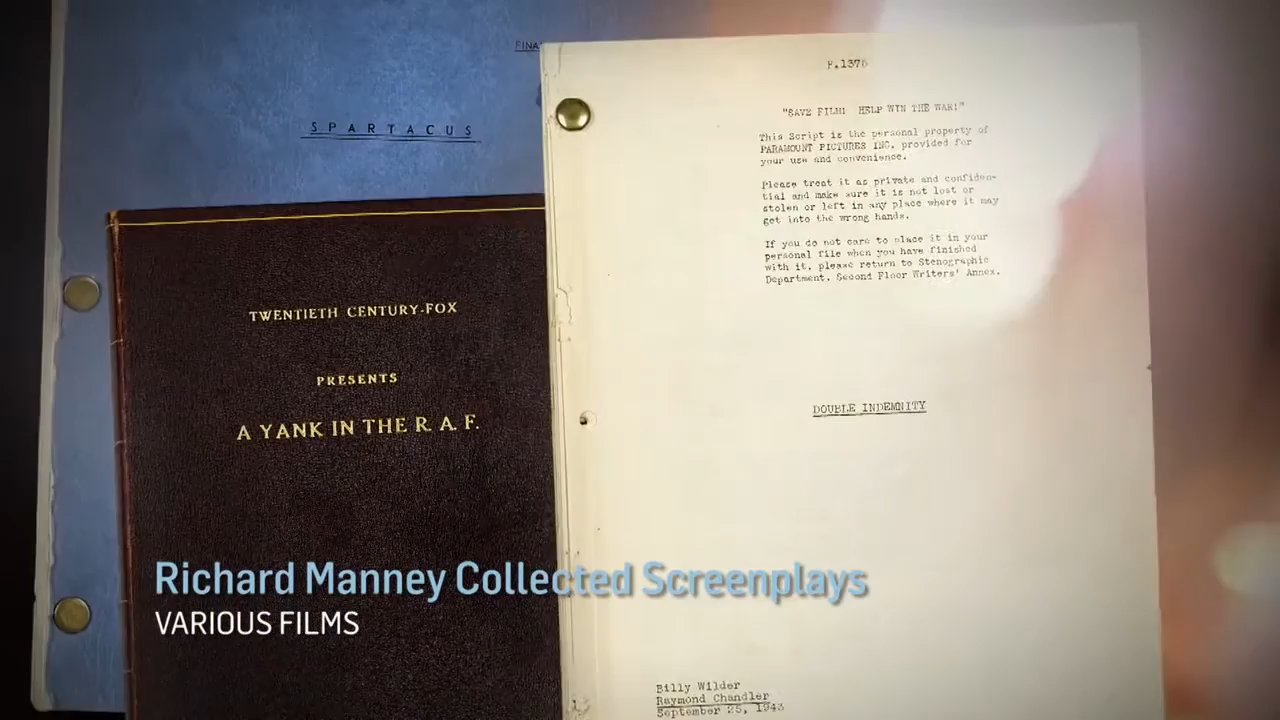 SPARTACUS
TWENTIETH CENTURY-FOX
PRESENTS
A YANK IN THE R. A. F.
"SAVE FILM! HELP WIN THE WAR!"
This Script is the personal property of
PARAMOUNT PICTURES INC. provided for
your use and convenience.
Please treat it as private and confiden-
tial and make sure it is not lost or
stolen or left in any place where it may
get into the wrong hands.
If you do not care to place it in your
personal file when you have finished
with it, please return to Stenographic
Department. Second Floor Writers' Annex.
DOUBLE INDEMNITY
Billy Wilder
Raymond Chandler
September 25, 1943
Richard Manney Collected Screenplays
VARIOUS FILMS